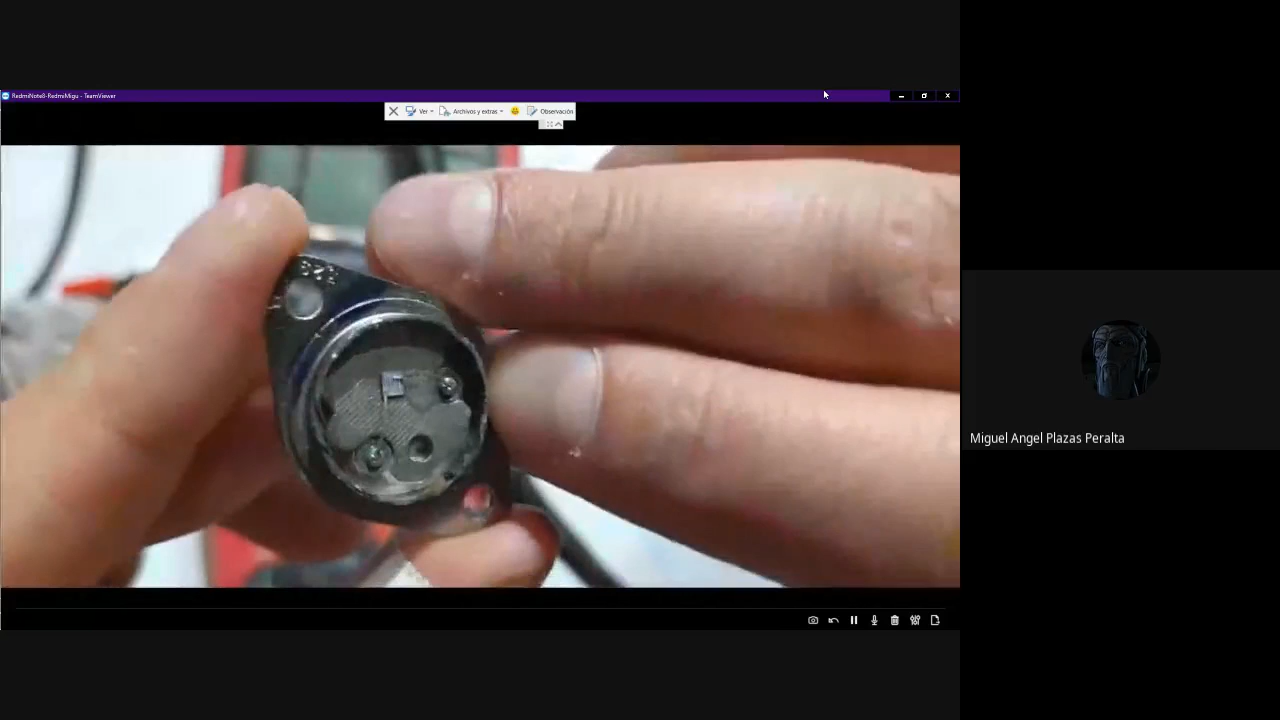 RedmiNote8-RedmiMigu - TeamViewer
Ver
Archivos y extras
Observación
Miguel Angel Plazas Peralta